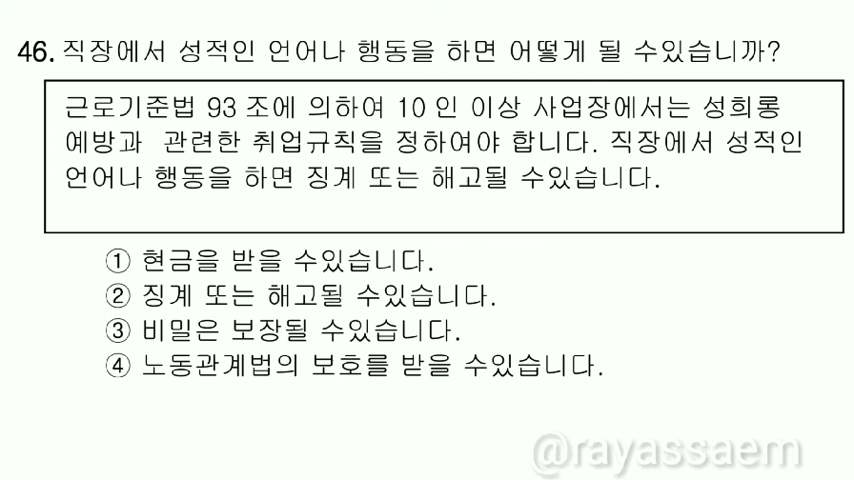 46. 직장에서 성적인 언어나 행동을 하면 어떻게 될 수있습니까?
근로기준법 93 조에 의하여 10 인 이상 사업장에서는 성희롱
예방과 관련한 취업규칙을 정하여야 합니다. 직장에서 성적인
언어나 행동을 하면 징계 또는 해고될 수있습니다.
① 현금을 받을 수있습니다.
② 징계 또는 해고될 수있습니다.
③ 비밀은 보장될 수있습니다.
④ 노동관계법의 보호를 받을 수있습니다.
@rayassaem